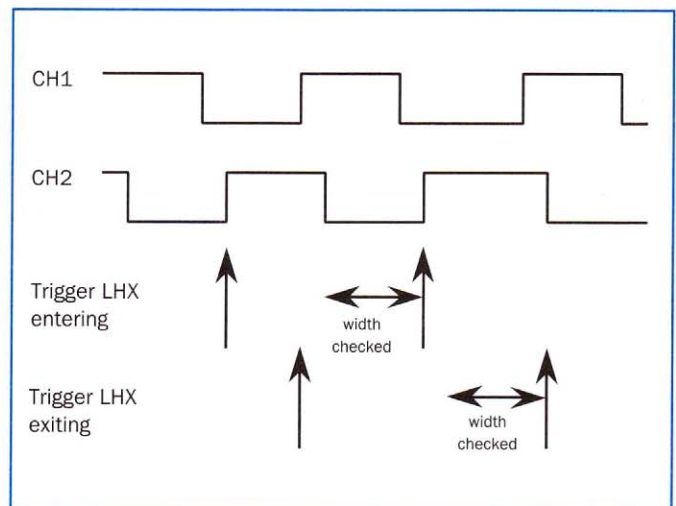 CH1
CH2
Trigger LHX
entering
width
checked
Trigger LHX
exiting
width
checked